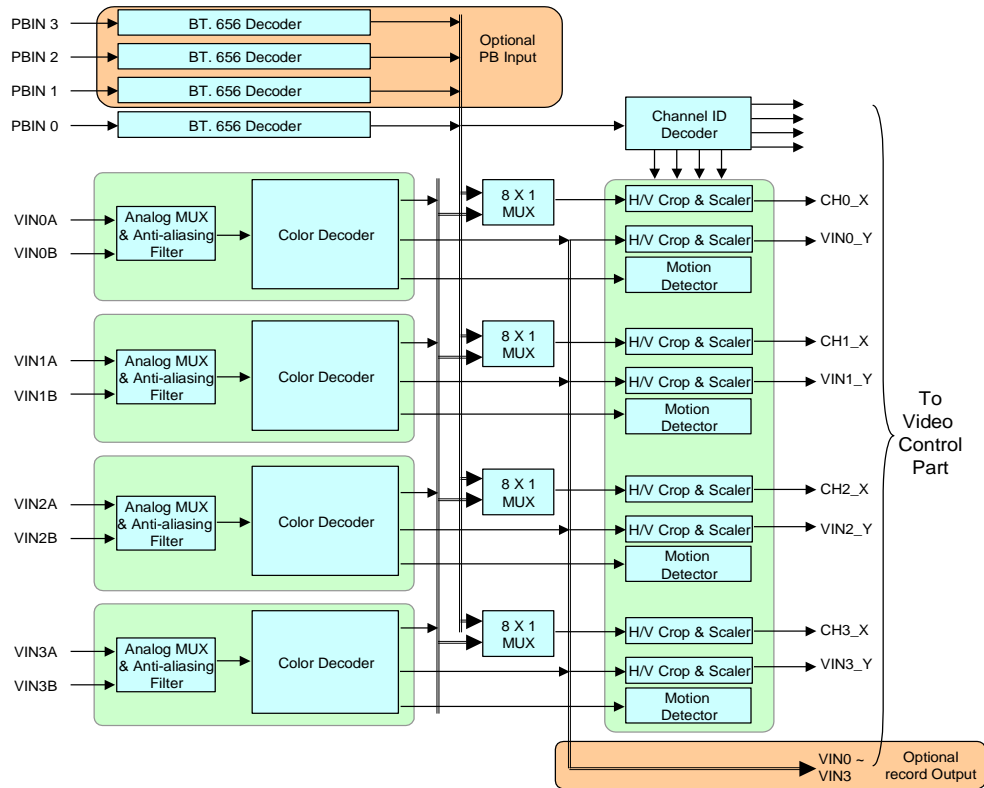 PBIN 3
BT. 656 Decoder
Optional
PB Input
PBIN 2
BT. 656 Decoder
PBIN 1
BT. 656 Decoder
PBIN 0
BT. 656 Decoder
Channel ID
Decoder
VIN0A
VIN0B
Analog MUX
& Anti-aliasing
Filter
Color Decoder
8 X 1
MUX
H/V Crop & Scaler
CH0_X
H/V Crop & Scaler
VIN0_Y
Motion
Detector
VIN1A
VIN1B
Analog MUX
& Anti-aliasing
Filter
Color Decoder
8 X 1
MUX
H/V Crop & Scaler
CH1_X
H/V Crop & Scaler
VIN1_Y
Motion
Detector
To
Video
Control
Part
VIN2A
VIN2B
Analog MUX
& Anti-aliasing
Filter
Color Decoder
8 X 1
MUX
H/V Crop & Scaler
CH2_X
H/V Crop & Scaler
VIN2_Y
Motion
Detector
VIN3A
VIN3B
Analog MUX
& Anti-aliasing
Filter
Color Decoder
8 X 1
MUX
H/V Crop & Scaler
CH3_X
H/V Crop & Scaler
VIN3_Y
Motion
Detector
VIN0 ~
VIN3
Optional
record Output